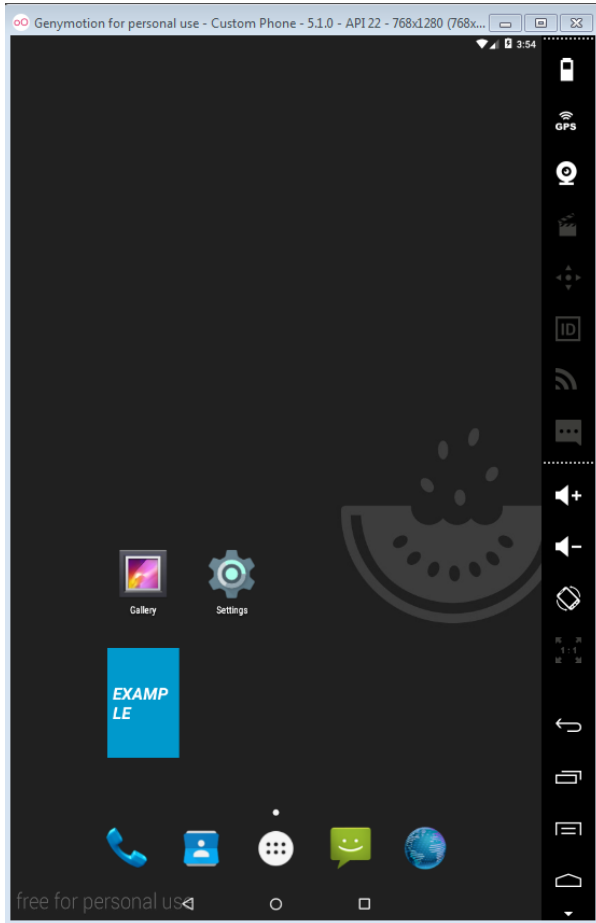 Genymotion for personal use - Custom Phone - 5.1.0 - API 22 - 768x1280 (768x...
3:54
GPS
ID
Gallery
Settings
1:1
EXAMP
LE
free for personal us